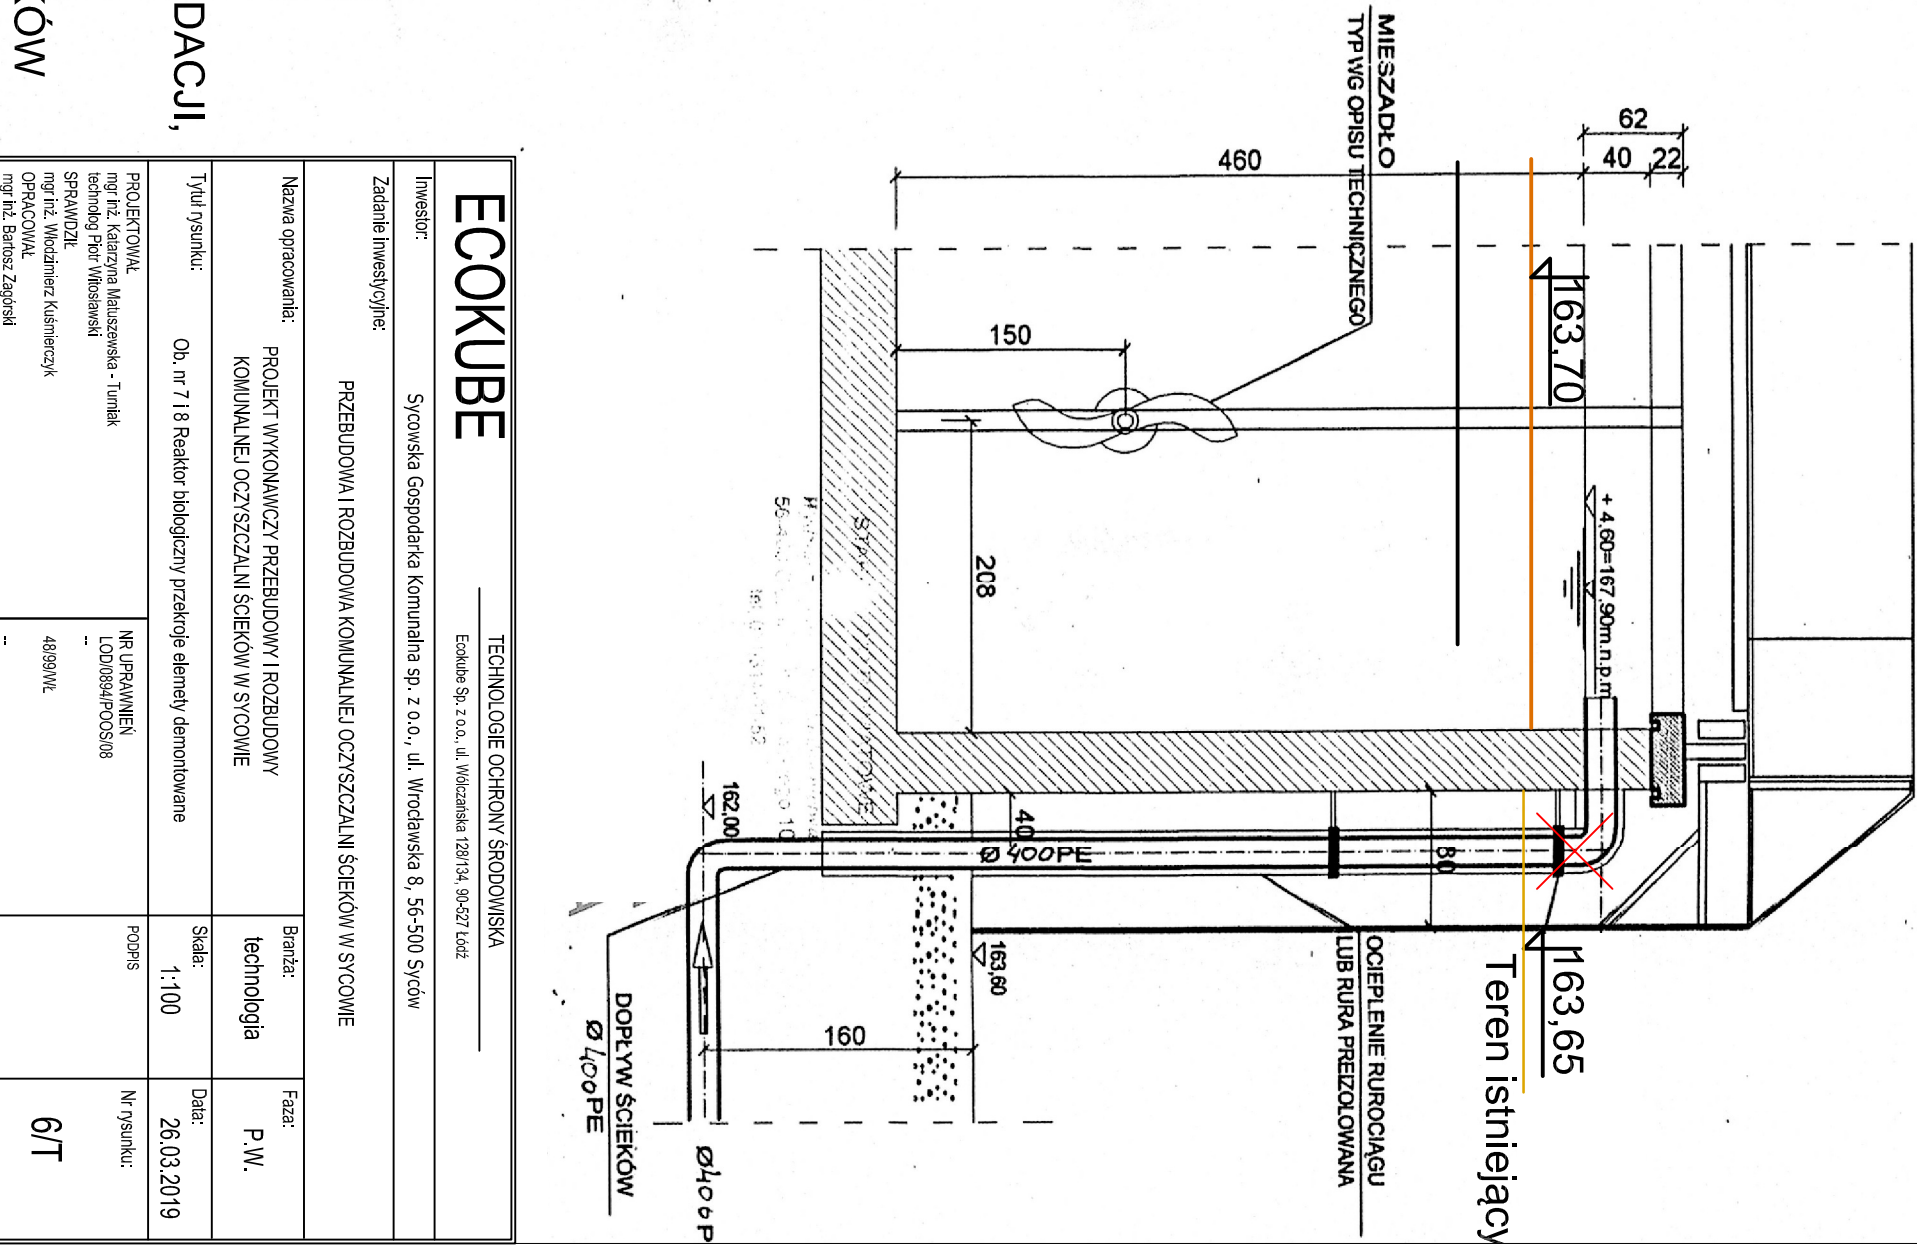 DACJI,
KÓW
MIESZADŁO
TYP WG OPISU TECHNICZNEGO
62
40
22
460
163,70
150
208
+ 4,60=167,90m.n.p.m
162,00
40
Ø 400PE
80
163,60
160
163,65
Teren istniejący
OCIEPLENIE RUROCIĄGU
LUB RURA PREIZOLOWANA
DOPŁYW ŚCIEKÓW
Ø 400PE
Ø400P
ECOKUBE
TECHNOLOGIE OCHRONY ŚRODOWISKA
Ecokube Sp. z o.o., ul. Wólczańska 128/134, 90-527 Łódź
Inwestor:
Sycowska Gospodarka Komunalna sp. z o.o., ul. Wrocławska 8, 56-500 Syców
Zadanie inwestycyjne:
PRZEBUDOWA I ROZBUDOWA KOMUNALNEJ OCZYSZCZALNI ŚCIEKÓW W SYCOWIE
Nazwa opracowania:
PROJEKT WYKONAWCZY PRZEBUDOWY I ROZBUDOWY
KOMUNALNEJ OCZYSZCZALNI ŚCIEKÓW W SYCOWIE
Branża:
technologia
Faza:
P.W.
Tytuł rysunku:
Ob. nr 7 i 8 Reaktor biologiczny przekroje elemety demontowane
Skala:
1:100
Data:
26.03.2019
PROJEKTOWAŁ
mgr inż. Katarzyna Matuszewska - Turniak
technolog Piotr Witosławski
SPRAWDZIŁ
mgr inż. Włodzimierz Kuśmierczyk
OPRACOWAŁ
mgr inż. Bartosz Zagórski
NR UPRAWNIEŃ
LOD/0894/POOS/08
--
48/99/WŁ
--
PODPIS
Nr rysunku:
6/T